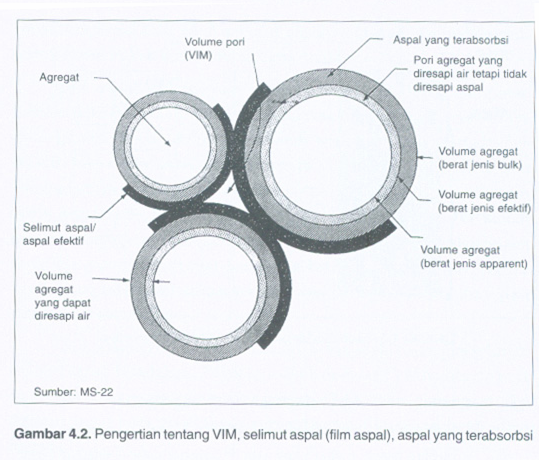 Volume pori
(VIM)
Aspal yang terabsorbsi
Agregat
Pori agregat yang
diresapi air tetapi tidak
diresapi aspal
Volume agregat
(berat jenis bulk)
Volume agregat
(berat jenis efektif)
Selimut aspal/
aspal efektif
Volume agregat
(berat jenis apparent)
Volume
agregat
yang dapat
diresapi air
Sumber: MS-22
Gambar 4.2. Pengertian tentang VIM, selimut aspal (film aspal), aspal yang terabsorbsi